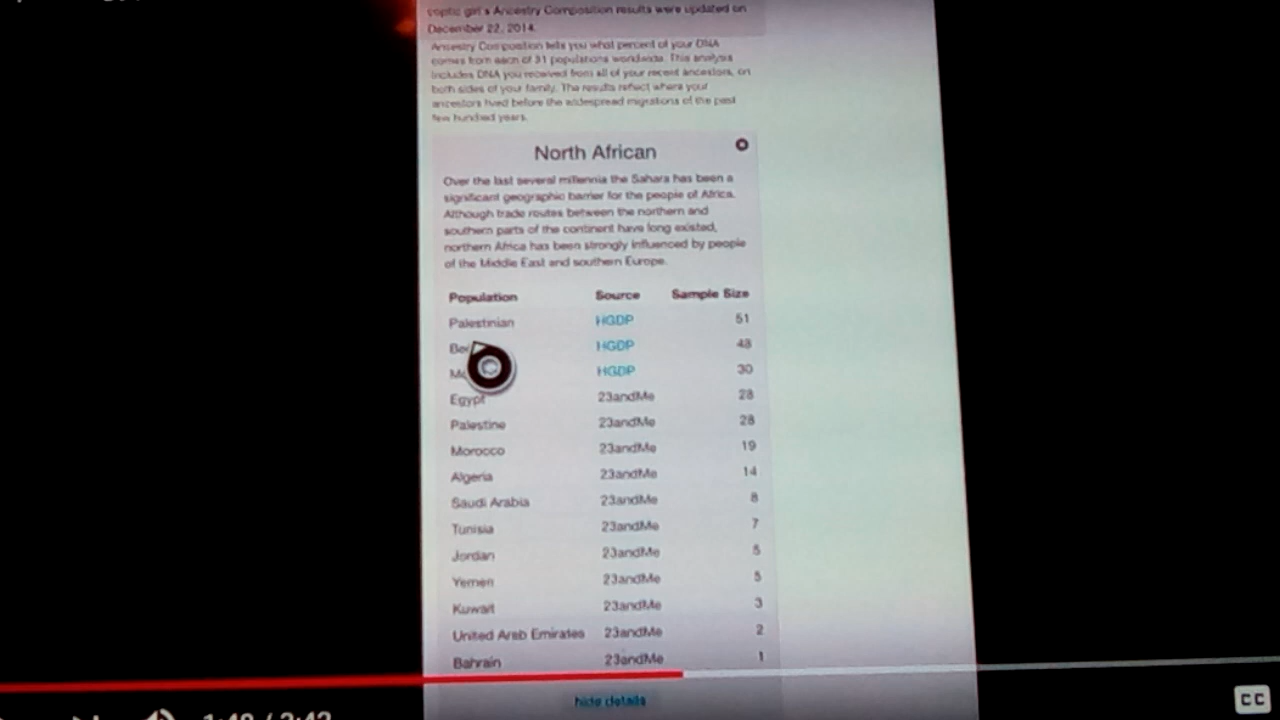 coptic girl's Ancestry Composition results were updated on
December 22, 2014.
Ancestry Composition tells you what percent of your DNA
comes from each of 31 populations worldwide. This analysis
includes DNA you received from all of your recent ancestors, on
both sides of your family. The results reflect where your
ancestors lived before the widespread migrations of the past
few hundred years.
North African
Over the last several millennia the Sahara has been a
significant geographic barrier for the people of Africa.
Although trade routes between the northern and
southern parts of the continent have long existed,
northern Africa has been strongly influenced by people
of the Middle East and southern Europe.
Population Source Sample Size
Palestinian HGDP 51
HGDP 48
HGDP 30
Egypt 23andMe 28
Palestine 23andMe 28
Morocco 23andMe 19
Algeria 23andMe 14
Saudi Arabia 23andMe 8
Tunisia 23andMe 7
Jordan 23andMe 5
Yemen 23andMe 5
Kuwait 23andMe 3
United Arab Emirates 23andMe 2
Bahrain 23andMe 1
hide details
CC